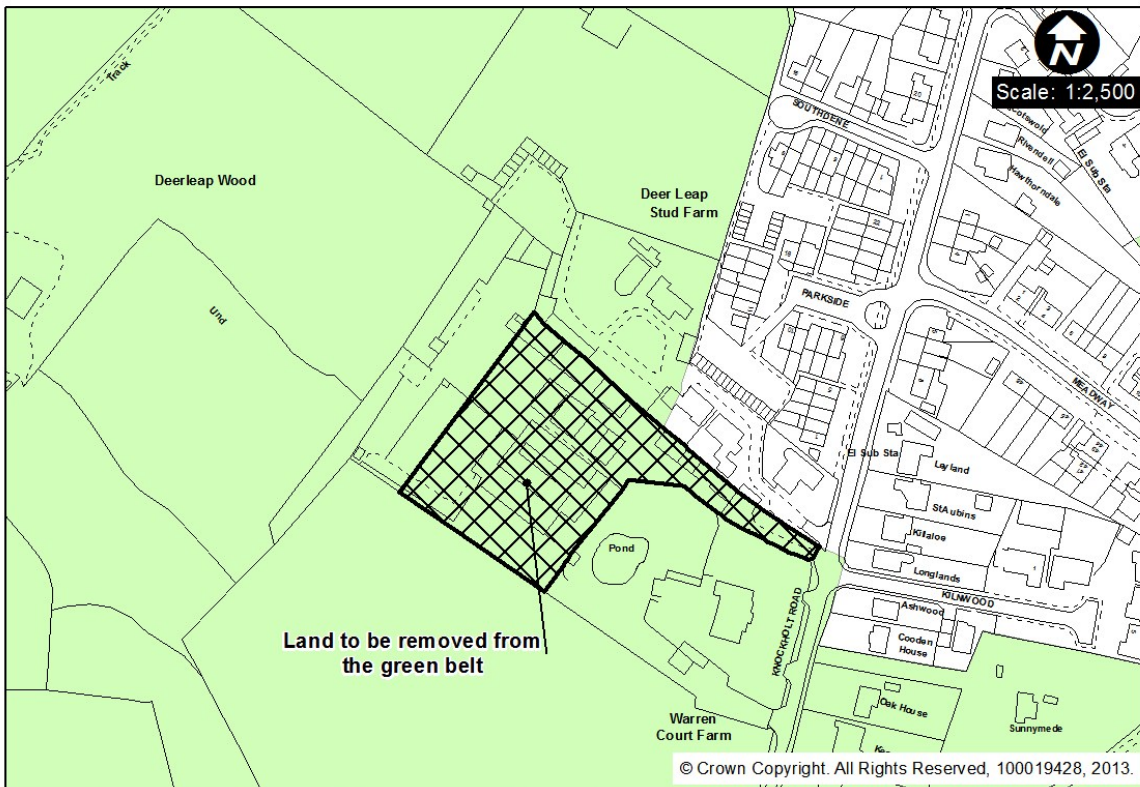 N
Scale: 1:2,500
Track
Deerleap Wood
Und
Deer Leap
Stud Farm
SOUTHDENE
Cotswold
Rivendell
Hawthorndale
El Sub Sta
PARKSIDE
MEADWAY
El Sub Sta
Leyland
St Aubins
Killaloe
Longlands
KILNWOOD
Ashwood
Cooden
House
Pond
KNOCKHOLT ROAD
Land to be removed from
the green belt
Oak House
Sunnymede
Warren
Court Farm
© Crown Copyright. All Rights Reserved, 100019428, 2013.